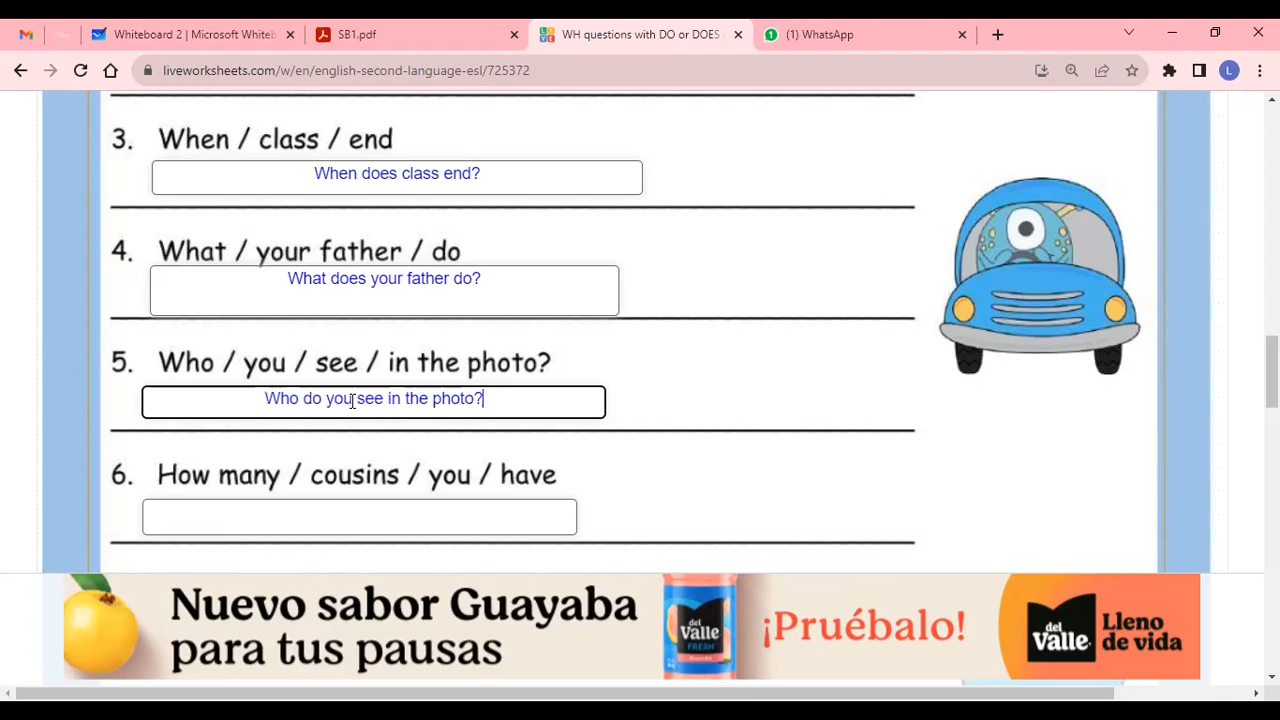 Whiteboard 2 | Microsoft Whiteb
SB1.pdf
WH questions with DO or DOES
(1) WhatsApp
liveworksheets.com/w/en/english-second-language-esl/725372
L
3. When / class / end
When does class end?
4. What / your father / do
What does your father do?
5. Who / you / see / in the photo?
Who do you see in the photo?
6. How many / cousins / you / have
Nuevo sabor Guayaba
para tus pausas
del
Valle
FRESH
¡Pruébalo!
del
Valle
Lleno
de vida